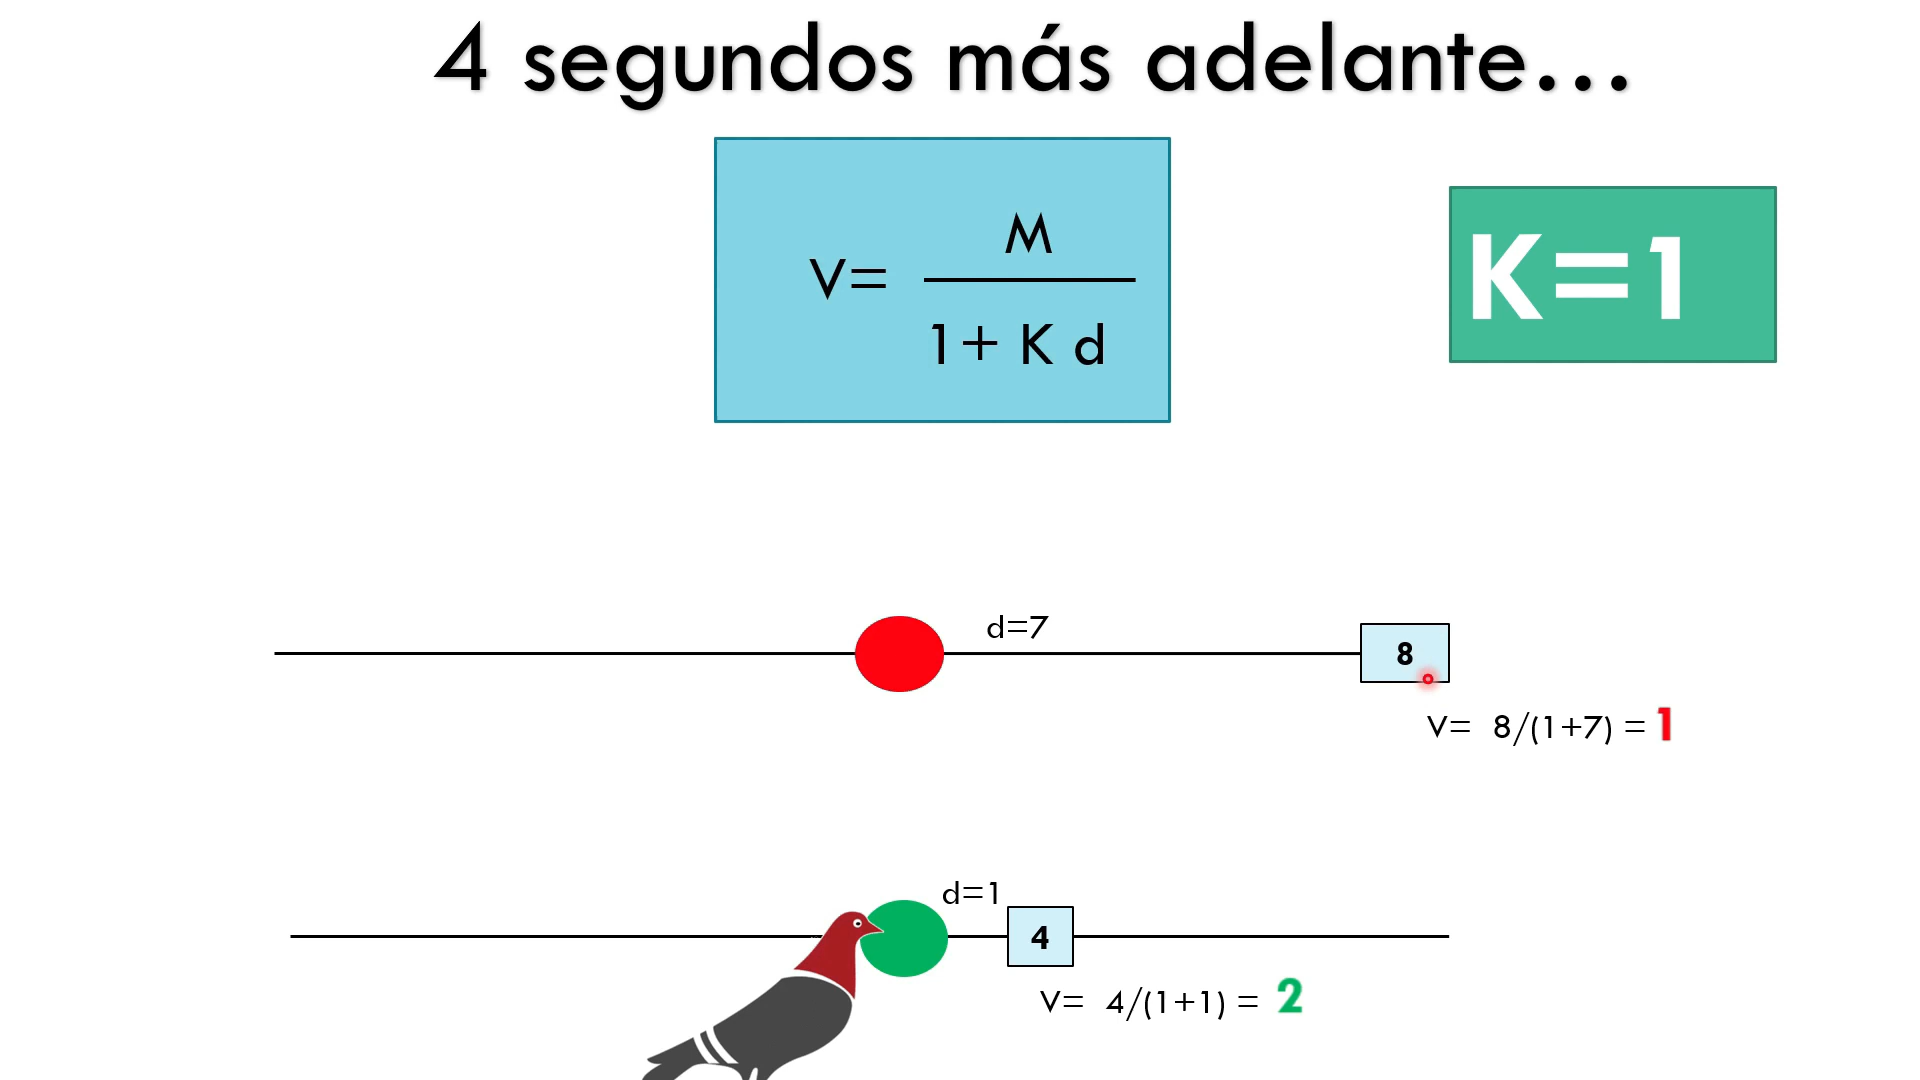 4 segundos más adelante...
V= M
1+ K d
K=1
d=7
8
V= 8/(1+7) = 1
d=1
4
V= 4/(1+1) = 2